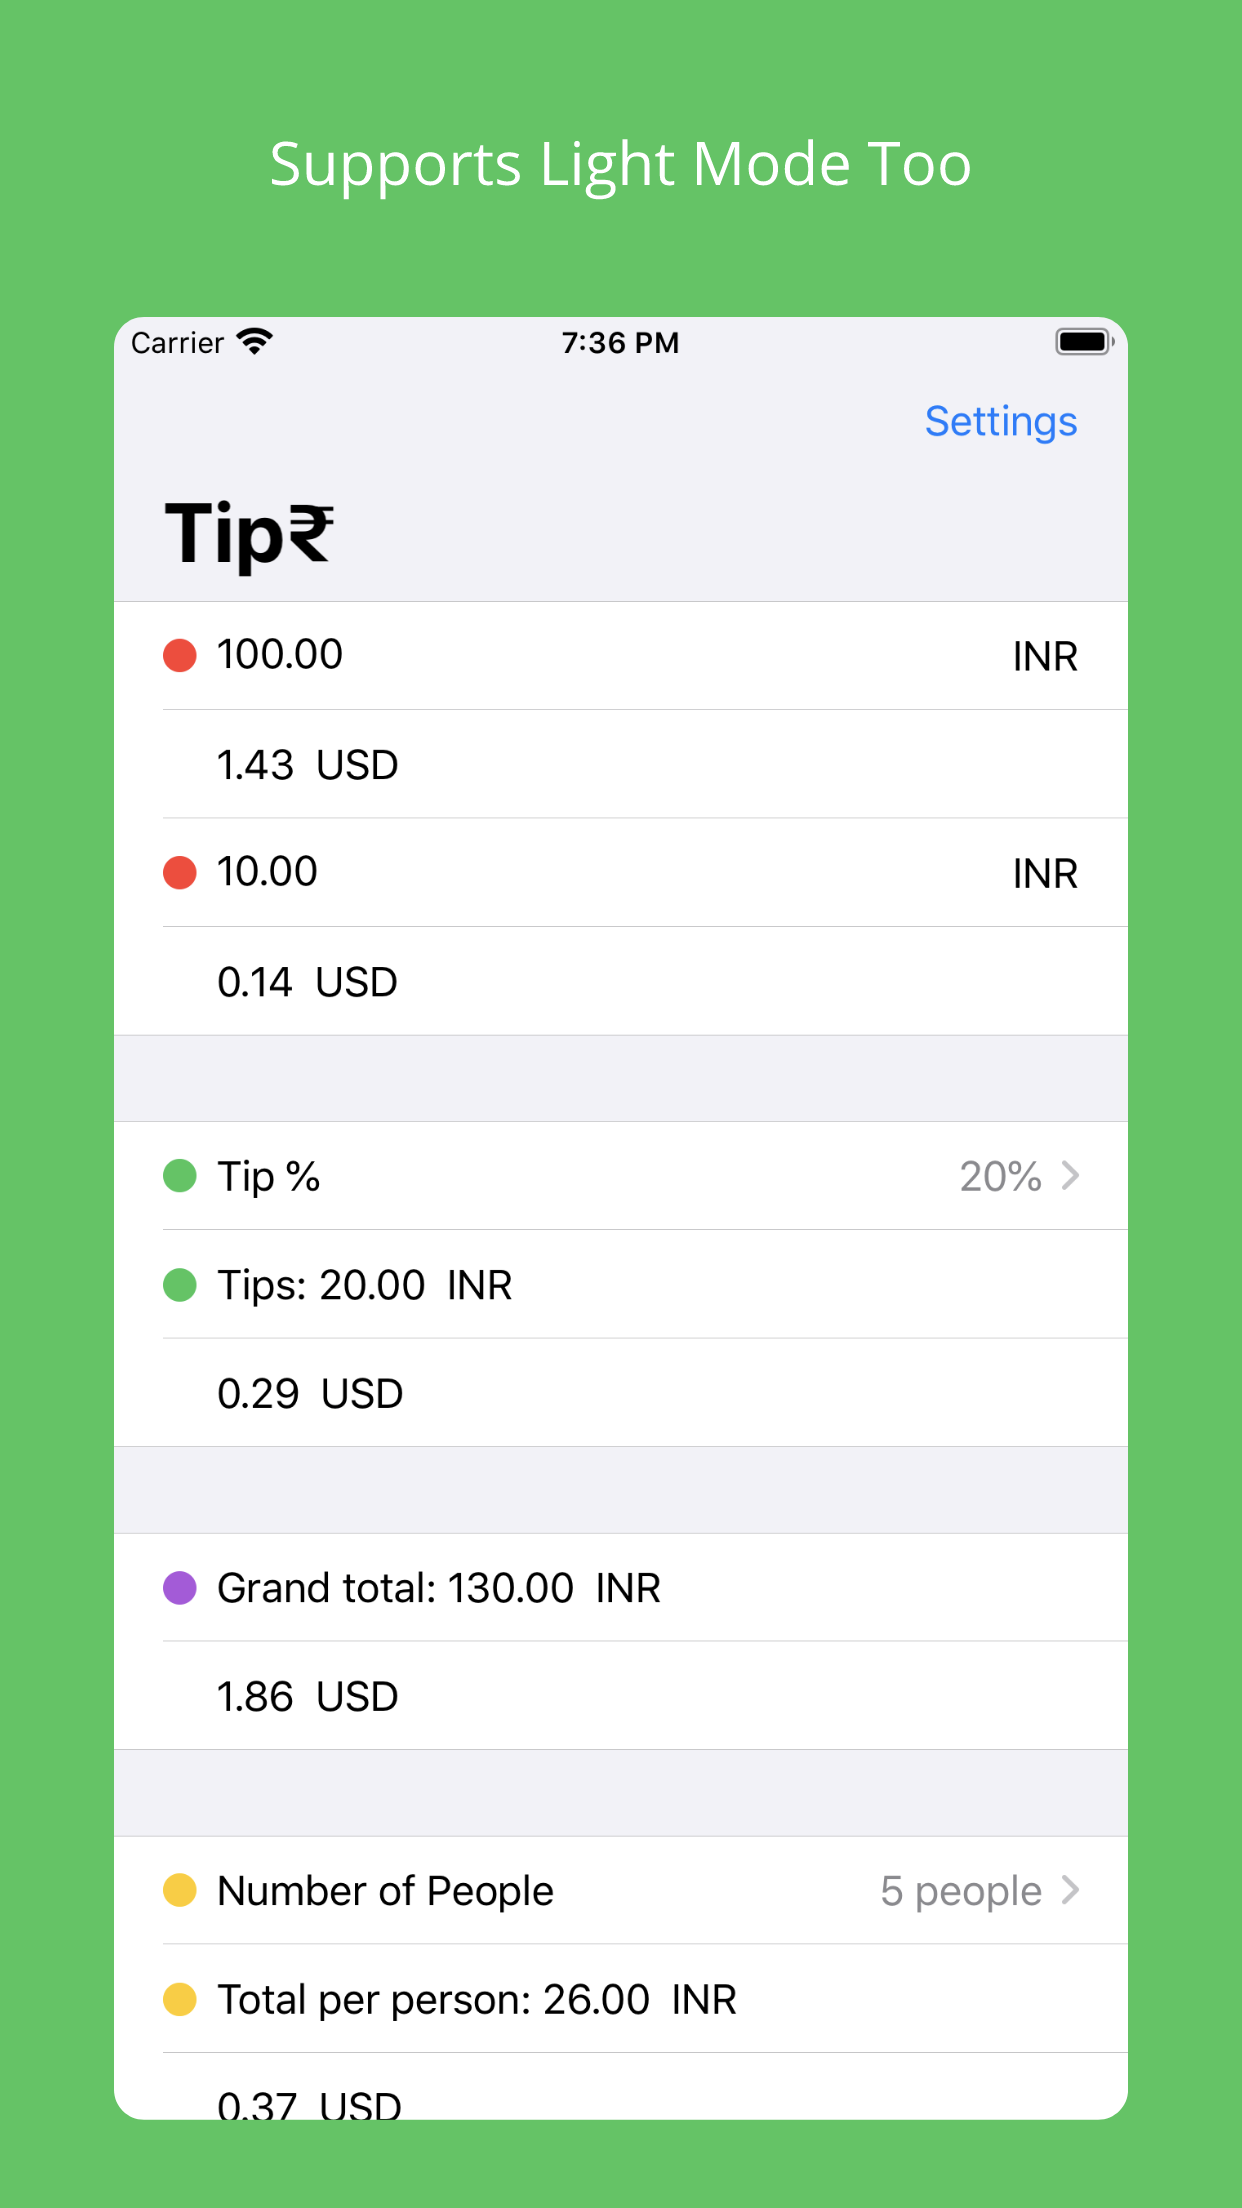 Supports Light Mode Too
Carrier 7:36 PM
Settings
Tip₹
100.00 INR
1.43 USD
10.00 INR
0.14 USD
Tip % 20%
Tips: 20.00 INR
0.29 USD
Grand total: 130.00 INR
1.86 USD
Number of People 5 people
Total per person: 26.00 INR
0.37 USD